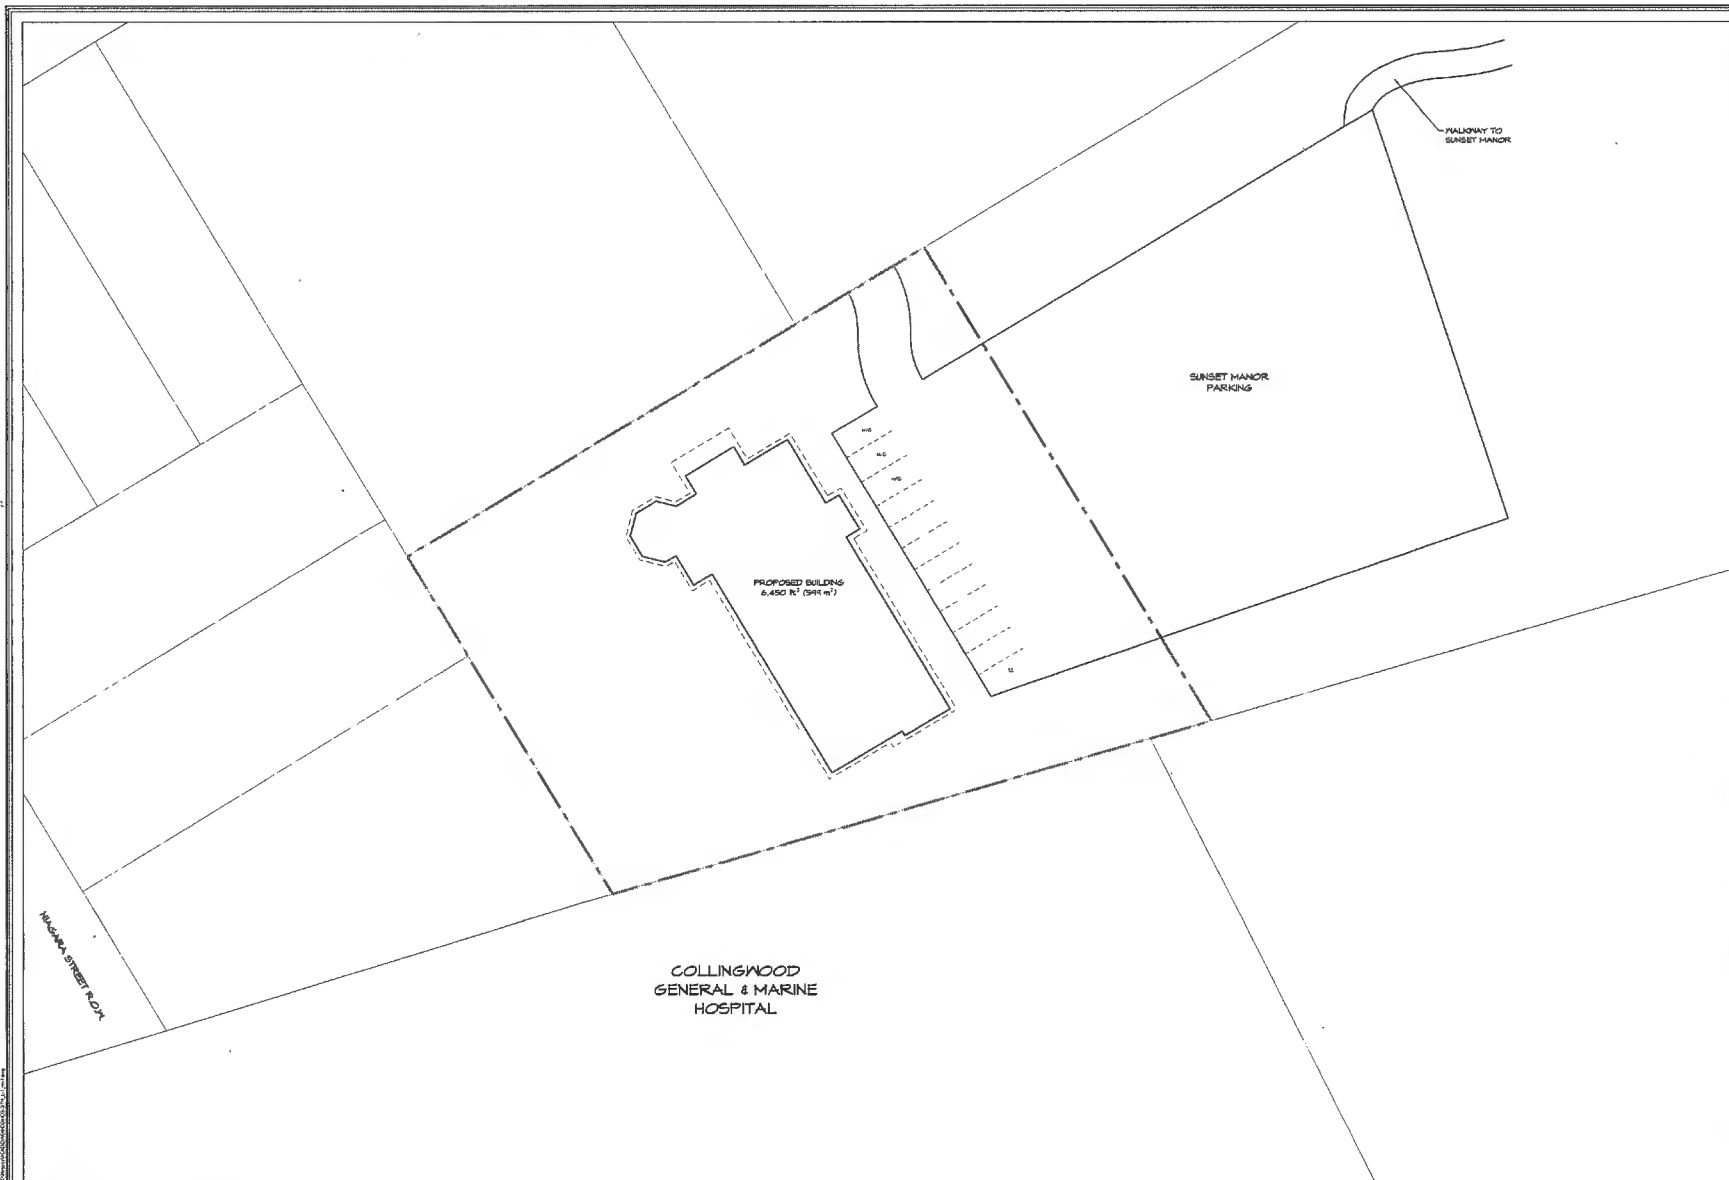 WALKWAY TO
SUNSET MANOR
SUNSET MANOR
PARKING
PROPOSED BUILDING
6,450 ft² (599 m²)
12
NIAGARA STREET R.O.W.
COLLINGWOOD
GENERAL & MARINE
HOSPITAL